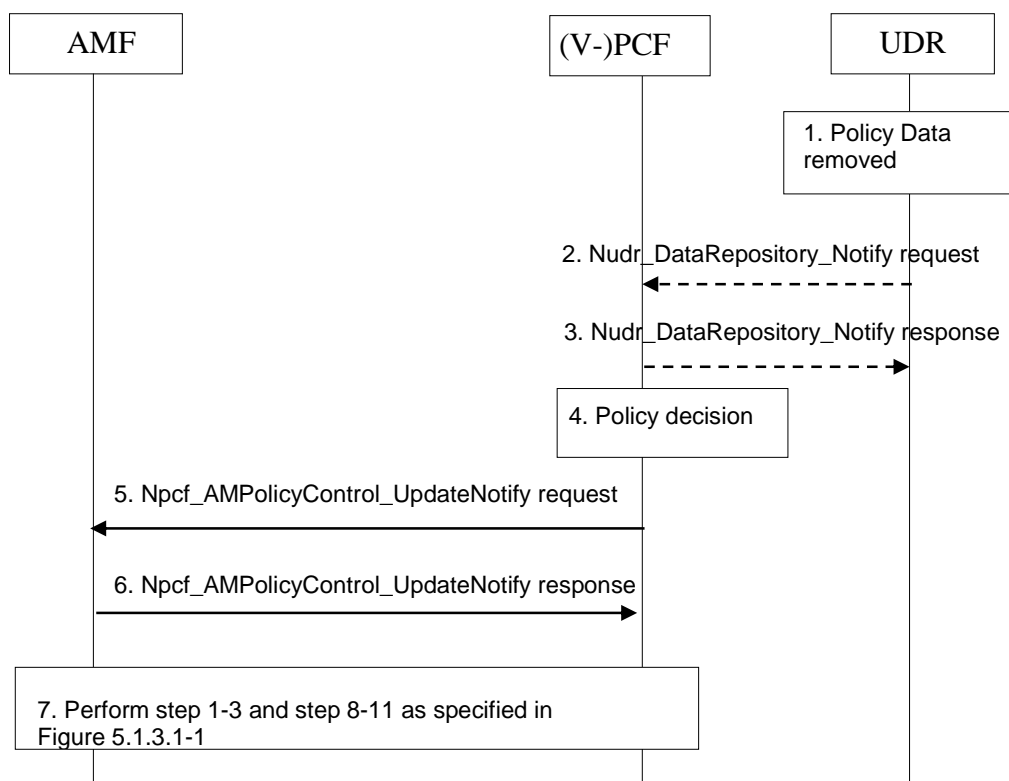 AMF
(V-)PCF
UDR
1. Policy Data
removed
2. Nudr_DataRepository_Notify request
3. Nudr_DataRepository_Notify response
4. Policy decision
5. Npcf_AMPolicyControl_UpdateNotify request
6. Npcf_AMPolicyControl_UpdateNotify response
7. Perform step 1-3 and step 8-11 as specified in
Figure 5.1.3.1-1